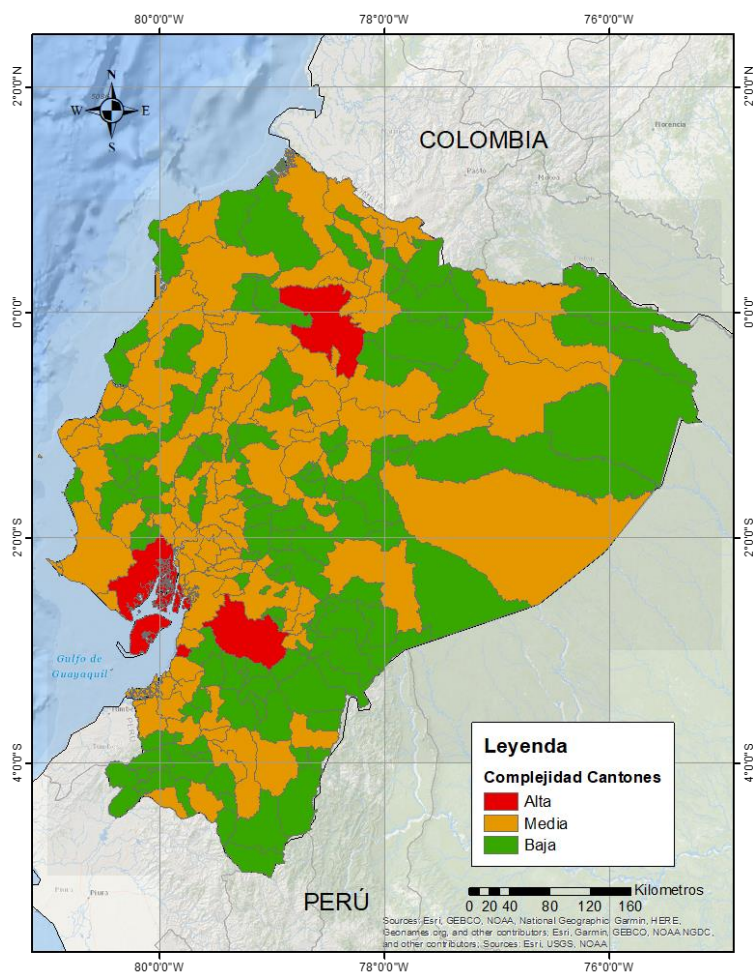 80°0'0"W 78°0'0"W 76°0'0"W
2°0'0"N 2°0'0"N
N
W E
S
COLOMBIA
Florencia
0°0'0" 0°0'0"
2°0'0"S 2°0'0"S
Gulfo de
Guayaquil
4°0'0"S 4°0'0"S
Leyenda
Complejidad Cantones
Alta
Media
Baja
Piura
PERÚ
Kilometros
0 20 40 80 120 160
Sources: Esri, GEBCO, NOAA, National Geographic, Garmin, HERE,
Geonames.org, and other contributors; Esri, Garmin, GEBCO, NOAA NGDC,
and other contributors; Sources: Esri, USGS, NOAA
80°0'0"W 78°0'0"W 76°0'0"W